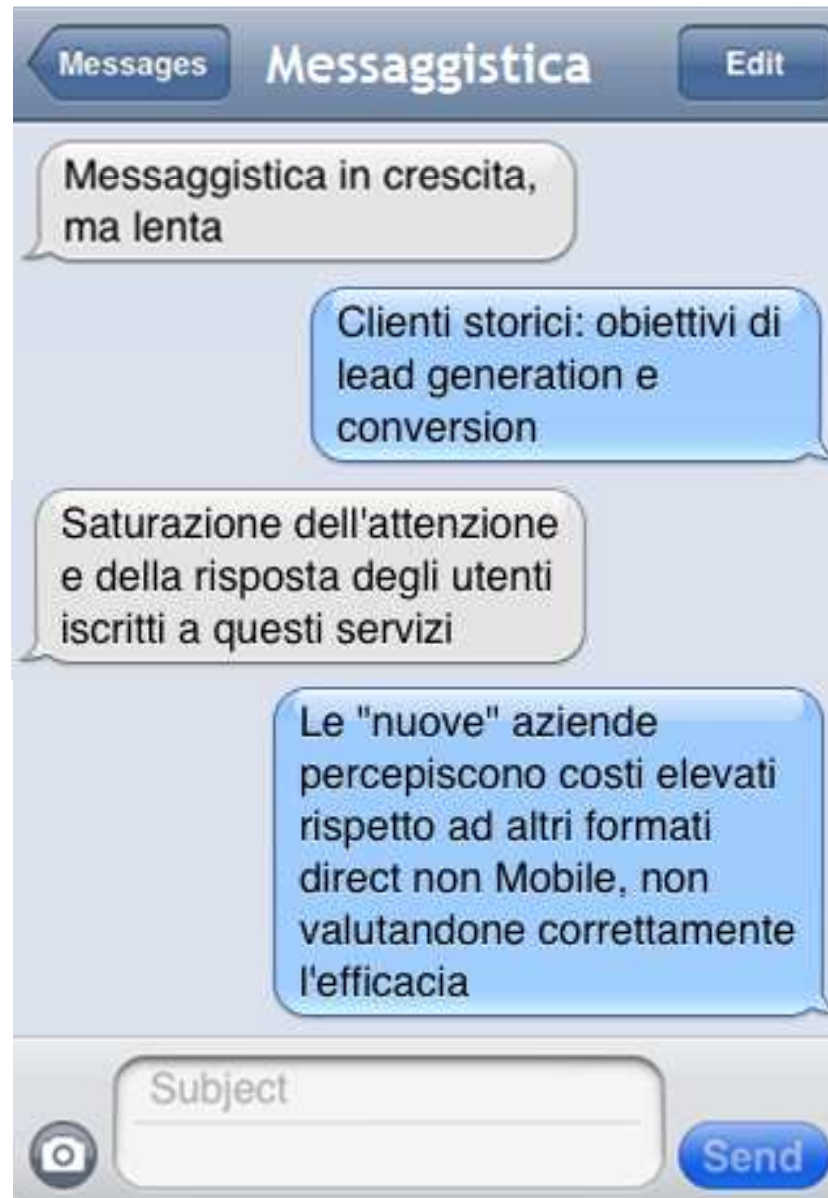 Messages Messaggistica Edit
Messaggistica in crescita,
ma lenta
Clienti storici: obiettivi di
lead generation e
conversion
Saturazione dell'attenzione
e della risposta degli utenti
iscritti a questi servizi
Le "nuove" aziende
percepiscono costi elevati
rispetto ad altri formati
direct non Mobile, non
valutandone correttamente
l'efficacia
Subject
Send